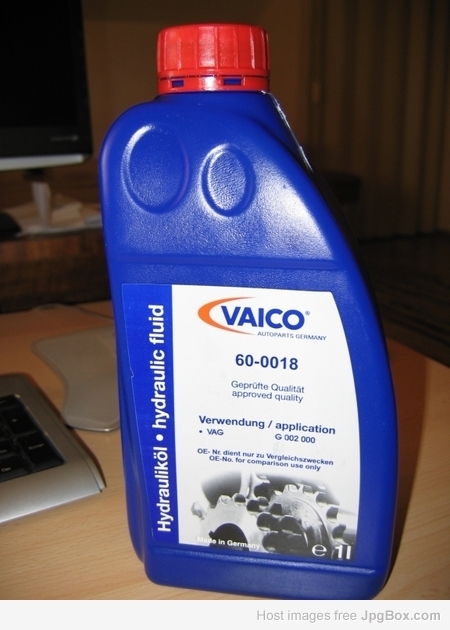 VAICO®
AUTOPARTS GERMANY
60-0018
Geprüfte Qualität
approved quality
Verwendung / application
• VAG G 002 000
OE- Nr. dient nur zu Vergleichszwecken
OE-No. for comparison use only
Hydrauliköl • hydraulic fluid
Made in Germany
e 1l
Host images free JpgBox.com